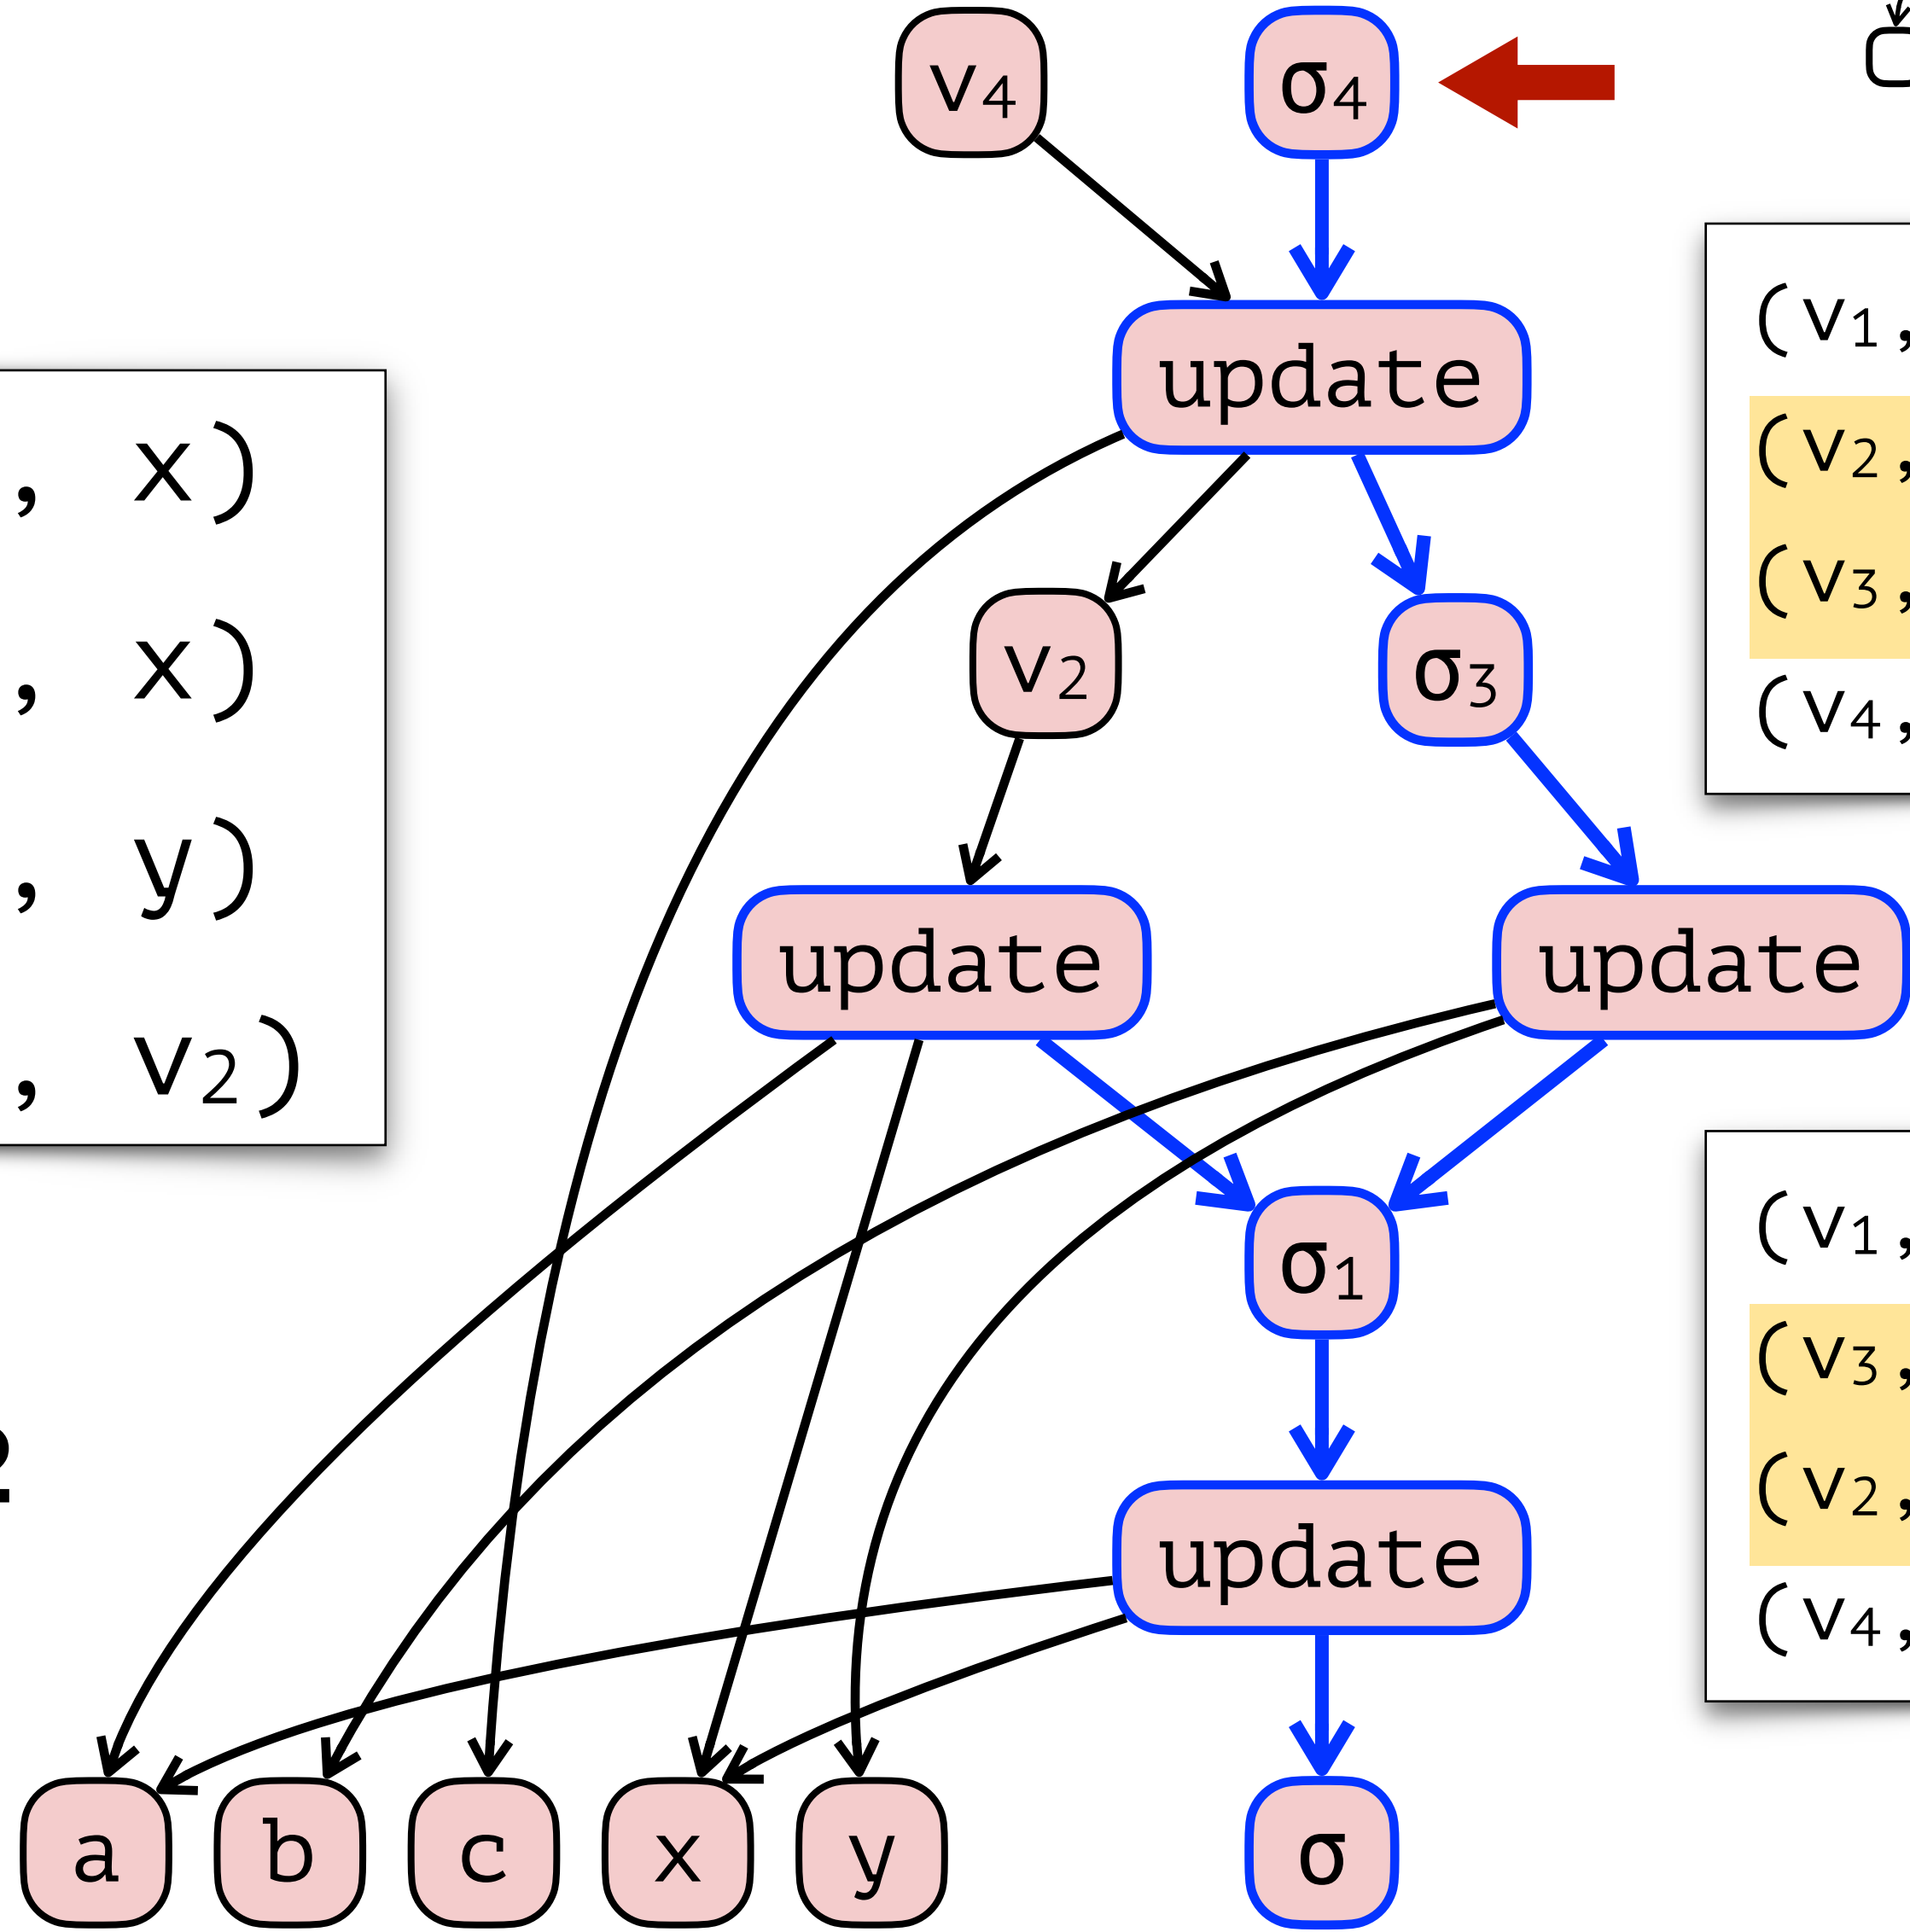 v₄ σ₄
update
(v₁,
(v₂,
(v₃,
(v₄,
, x)
, x)
, y)
, v₂)
v₂ σ₃
update update
σ₁
(v₁,
(v₃,
(v₂,
(v₄,
update
a b c x y σ